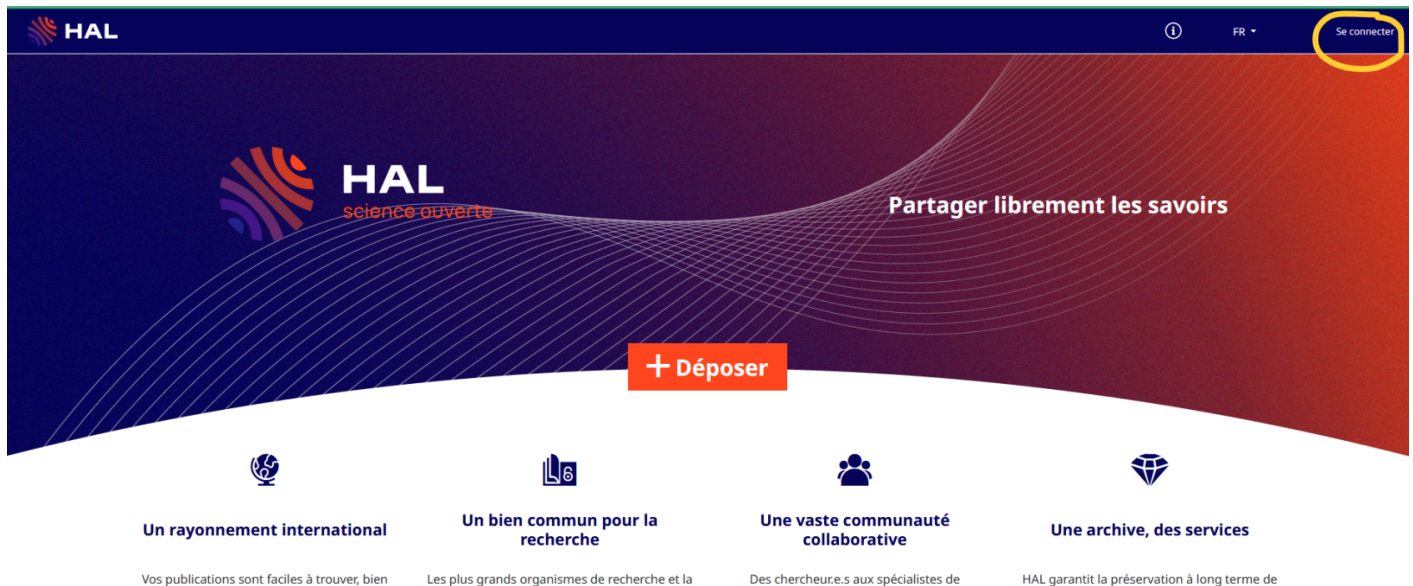 HAL
FR
Se connecter
HAL
science ouverte
Partager librement les savoirs
+ Déposer
Un rayonnement international
Un bien commun pour la
recherche
Une vaste communauté
collaborative
Une archive, des services
Vos publications sont faciles à trouver, bien
Les plus grands organismes de recherche et la
Des chercheur.e.s aux spécialistes de
HAL garantit la préservation à long terme de